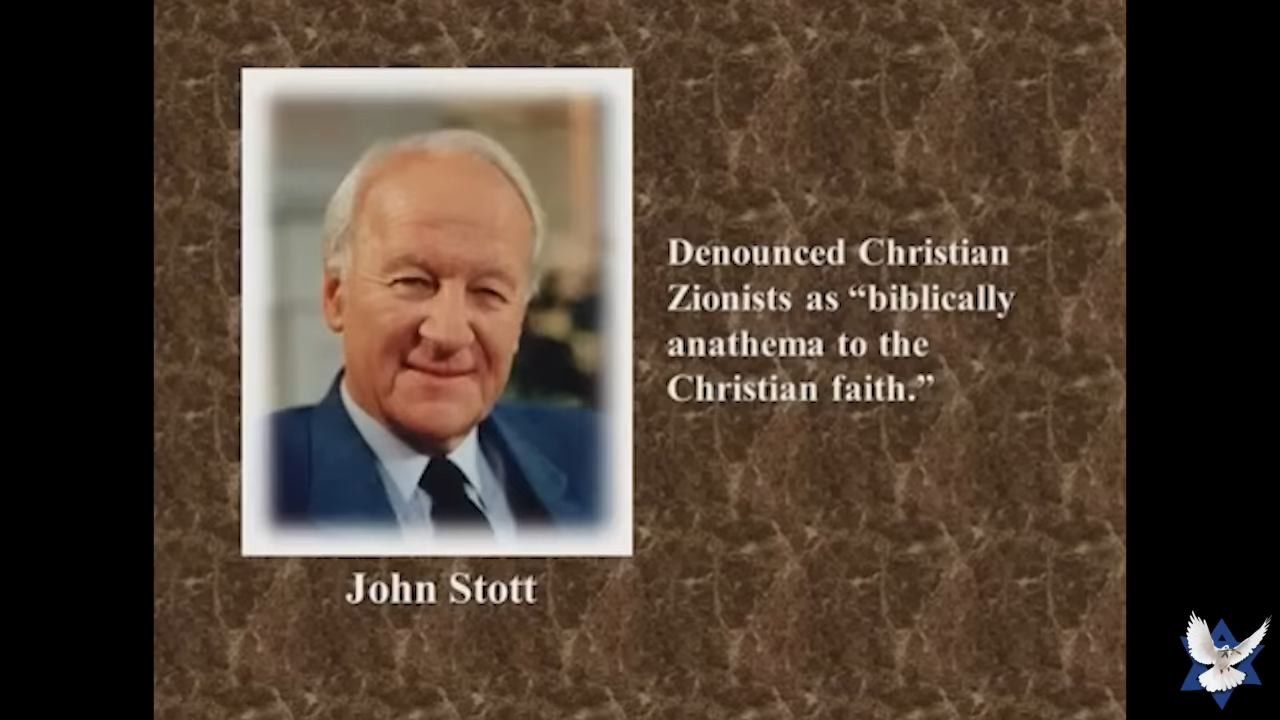 Denounced Christian
Zionists as “biblically
anathema to the
Christian faith.”
John Stott